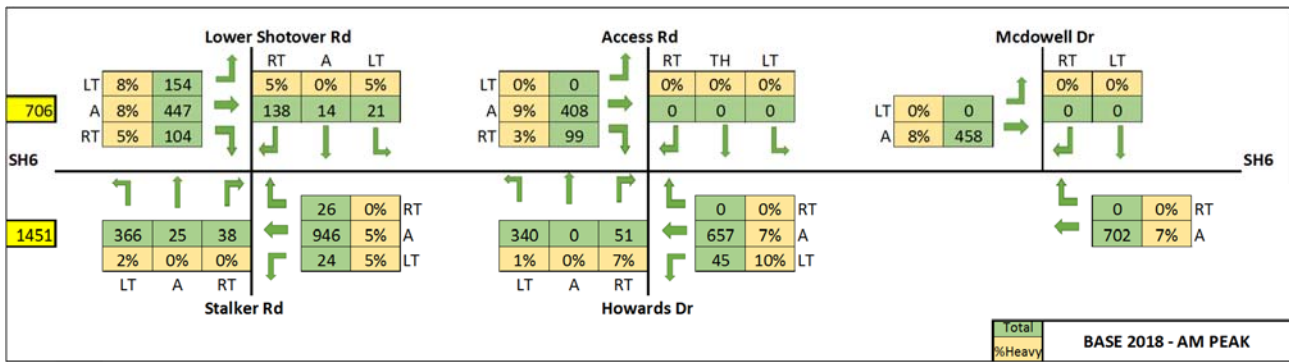 Lower Shotover Rd Access Rd Mcdowell Dr
RT A LT RT TH LT RT LT
LT 8% 154 5% 0% 5% LT 0% 0 0% 0% 0% 0% 0%
706 A 8% 447 138 14 21 A 9% 408 0 0 0 LT 0% 0 0 0
RT 5% 104 RT 3% 99 A 8% 458
SH6 SH6
26 0% RT 0 0% RT 0 0% RT
1451 366 25 38 946 5% A 340 0 51 657 7% A 702 7% A
2% 0% 0% 24 5% LT 1% 0% 7% 45 10% LT
LT A RT LT A RT
Stalker Rd Howards Dr
Total
%Heavy BASE 2018 - AM PEAK